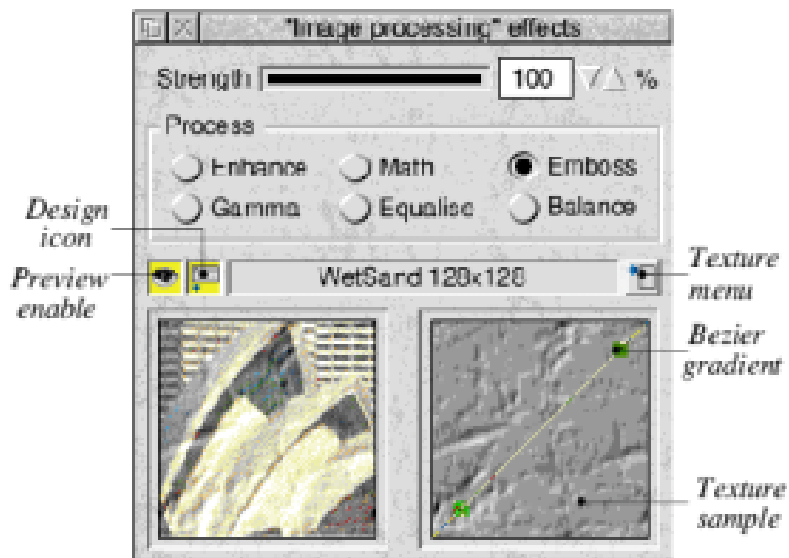 "Image processing" effects
Strength 100 %
Process
Enhance Math Emboss
Gamma Equalise Balance
Design
icon
Preview
enable
WetSand 128x128
Texture
menu
Bezier
gradient
Texture
sample